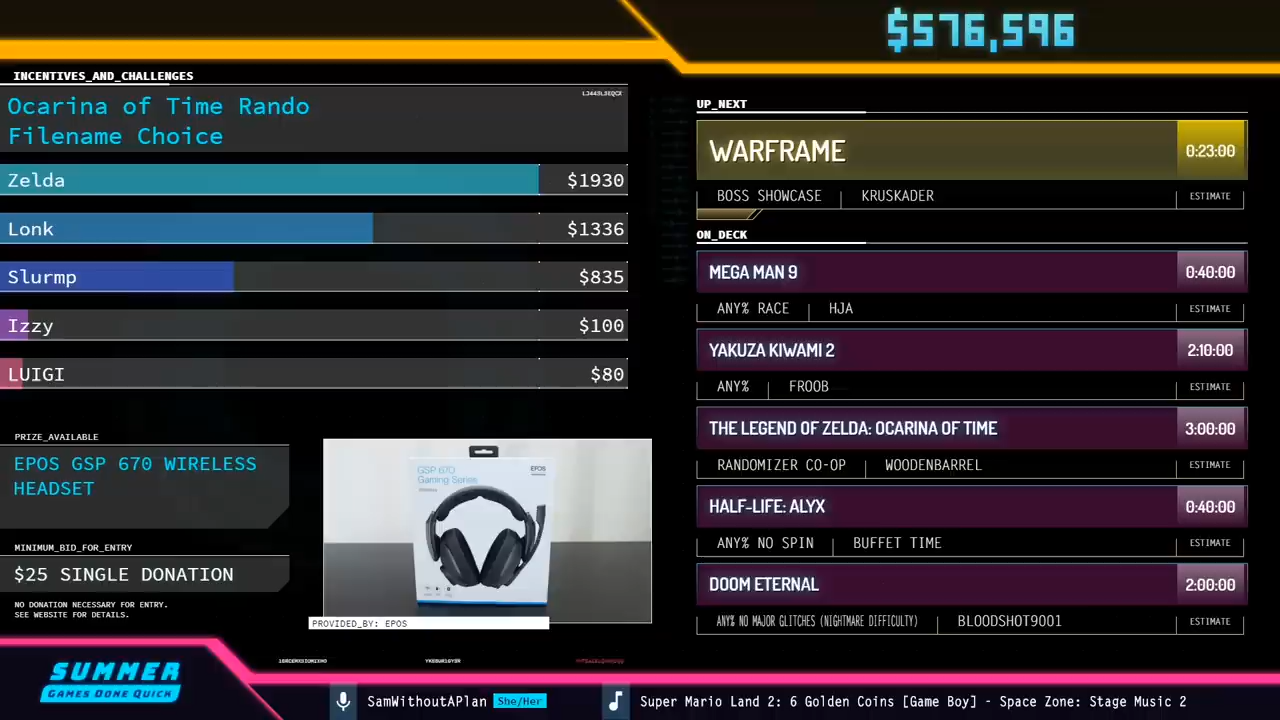 $576,596
INCENTIVES_AND_CHALLENGES
Ocarina of Time Rando
Filename Choice
Zelda $1930
Lonk $1336
Slurmp $835
Izzy $100
LUIGI $80
PRIZE_AVAILABLE
EPOS GSP 670 WIRELESS
HEADSET
MINIMUM_BID_FOR_ENTRY
$25 SINGLE DONATION
NO DONATION NECESSARY FOR ENTRY.
SEE WEBSITE FOR DETAILS.
GSP 670
Gaming Series
EPOS
PROVIDED_BY: EPOS
UP_NEXT
WARFRAME 0:23:00
BOSS SHOWCASE KRUSKADER ESTIMATE
ON_DECK
MEGA MAN 9 0:40:00
ANY% RACE HJA ESTIMATE
YAKUZA KIWAMI 2 2:10:00
ANY% FROOB ESTIMATE
THE LEGEND OF ZELDA: OCARINA OF TIME 3:00:00
RANDOMIZER CO-OP WOODENBARREL ESTIMATE
HALF-LIFE: ALYX 0:40:00
ANY% NO SPIN BUFFET TIME ESTIMATE
DOOM ETERNAL 2:00:00
ANY% NO MAJOR GLITCHES (NIGHTMARE DIFFICULTY) BLOODSHOT9001 ESTIMATE
SUMMER
GAMES DONE QUICK
SamWithoutAPlan She/Her
Super Mario Land 2: 6 Golden Coins [Game Boy] - Space Zone: Stage Music 2